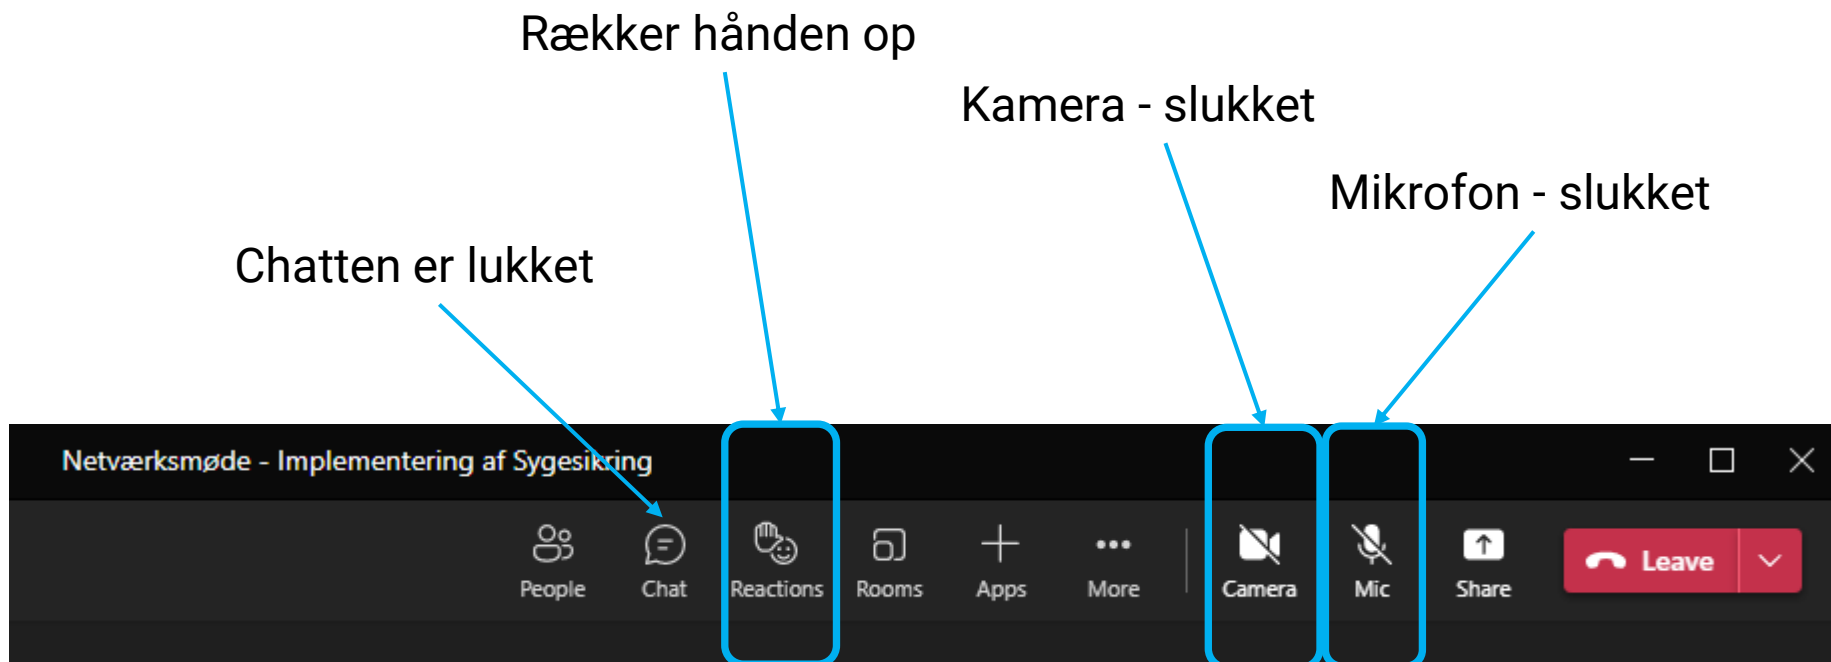 Rækker hånden op
Kamera - slukket
Mikrofon - slukket
Chatten er lukket
Netværksmøde - Implementering af Sygesikring
People Chat Reactions Rooms Apps More Camera Mic Share Leave